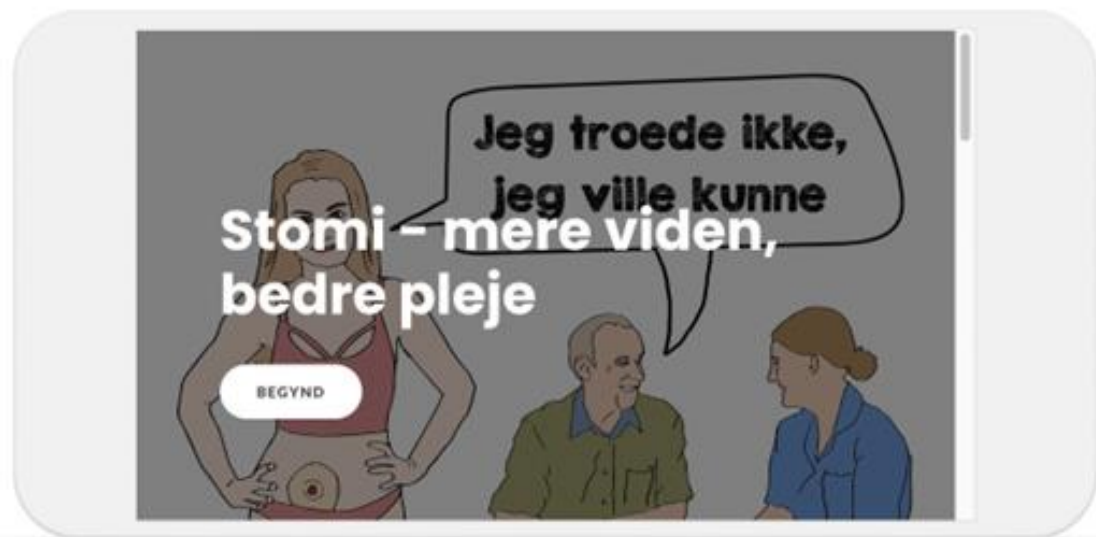 Jeg troede ikke,
jeg ville kunne
Stomi - mere viden,
bedre pleje
BEGYND